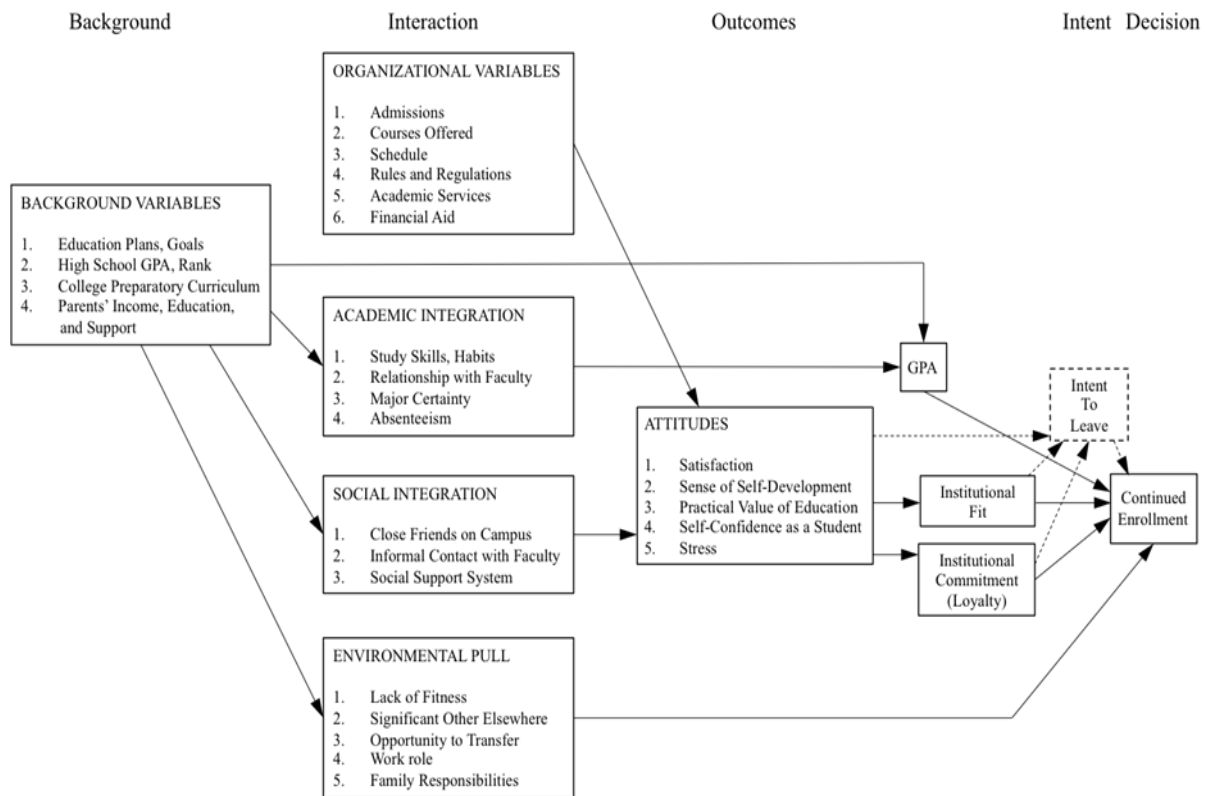 Background
Interaction
Outcomes
Intent Decision
ORGANIZATIONAL VARIABLES
1. Admissions
2. Courses Offered
3. Schedule
4. Rules and Regulations
5. Academic Services
6. Financial Aid
BACKGROUND VARIABLES
1. Education Plans, Goals
2. High School GPA, Rank
3. College Preparatory Curriculum
4. Parents' Income, Education,
and Support
ACADEMIC INTEGRATION
1. Study Skills, Habits
2. Relationship with Faculty
3. Major Certainty
4. Absenteeism
GPA
Intent
To
Leave
ATTITUDES
1. Satisfaction
2. Sense of Self-Development
3. Practical Value of Education
4. Self-Confidence as a Student
5. Stress
SOCIAL INTEGRATION
1. Close Friends on Campus
2. Informal Contact with Faculty
3. Social Support System
Institutional
Fit
Continued
Enrollment
Institutional
Commitment
(Loyalty)
ENVIRONMENTAL PULL
1. Lack of Fitness
2. Significant Other Elsewhere
3. Opportunity to Transfer
4. Work role
5. Family Responsibilities